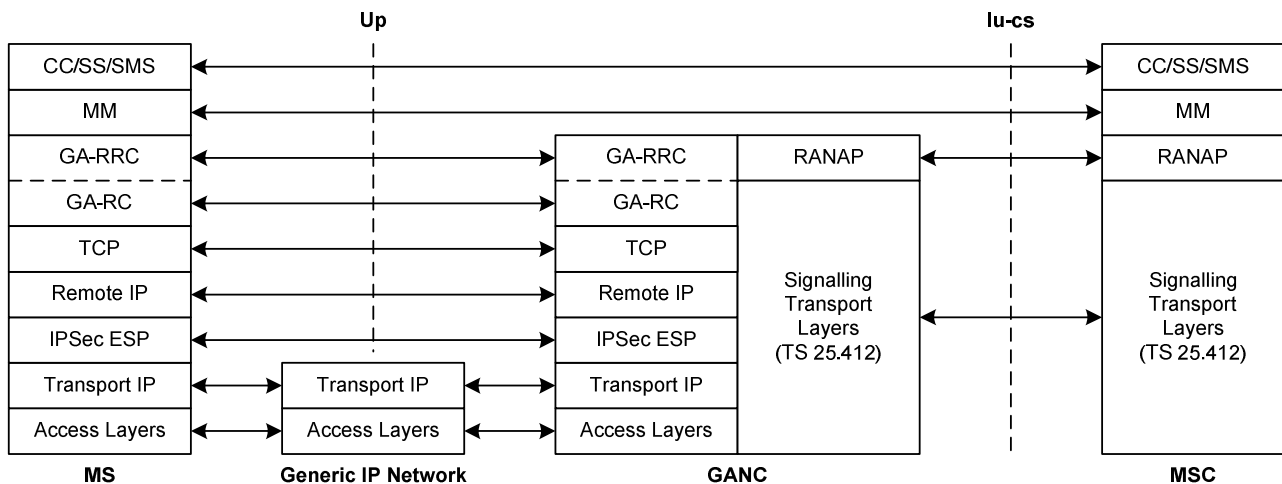 Up
Iu-cs
CC/SS/SMS
CC/SS/SMS
MM
MM
GA-RRC
GA-RRC
RANAP
RANAP
GA-RC
GA-RC
TCP
TCP
Remote IP
Remote IP
IPSec ESP
IPSec ESP
Signalling
Transport
Layers
(TS 25.412)
Signalling
Transport
Layers
(TS 25.412)
Transport IP
Transport IP
Transport IP
Access Layers
Access Layers
Access Layers
MS
Generic IP Network
GANC
MSC